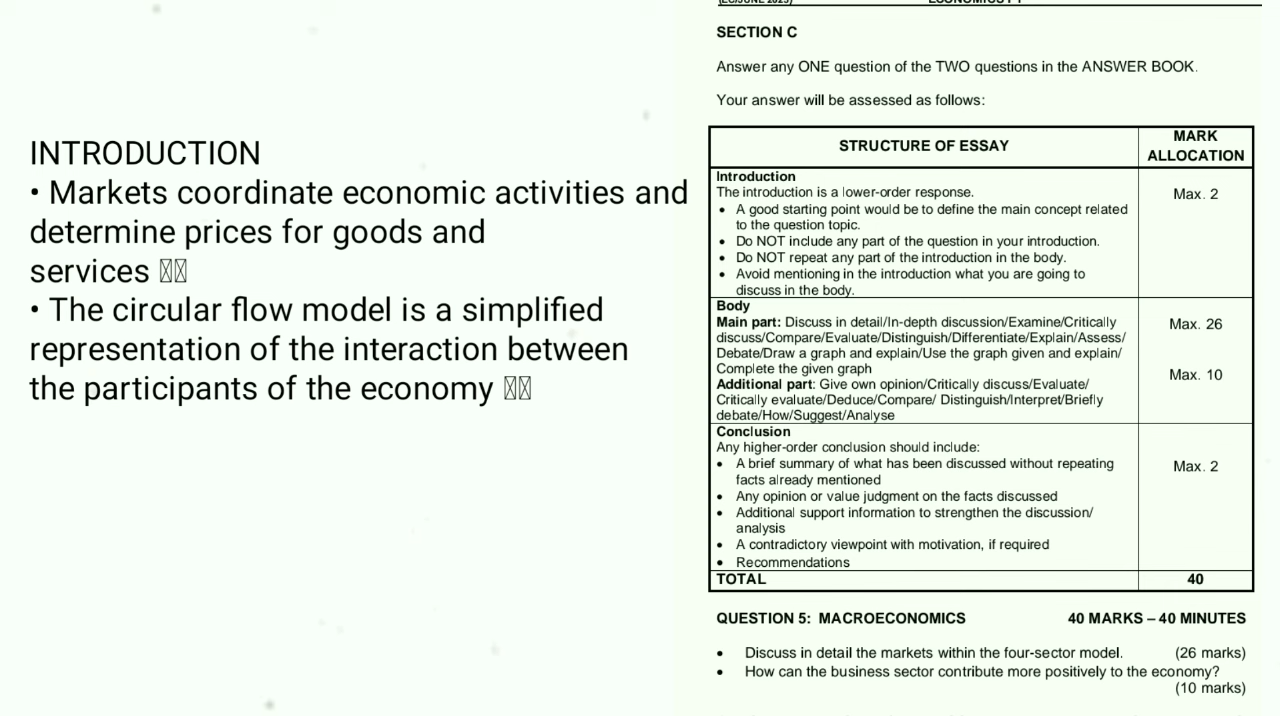 INTRODUCTION
• Markets coordinate economic activities and
determine prices for goods and
services
• The circular flow model is a simplified
representation of the interaction between
the participants of the economy
SECTION C
Answer any ONE question of the TWO questions in the ANSWER BOOK.
Your answer will be assessed as follows:
STRUCTURE OF ESSAY
MARK
ALLOCATION
Introduction
The introduction is a lower-order response.
• A good starting point would be to define the main concept related
to the question topic.
• Do NOT include any part of the question in your introduction.
• Do NOT repeat any part of the introduction in the body.
• Avoid mentioning in the introduction what you are going to
discuss in the body.
Max. 2
Body
Main part: Discuss in detail/In-depth discussion/Examine/Critically
discuss/Compare/Evaluate/Distinguish/Differentiate/Explain/Assess/
Debate/Draw a graph and explain/Use the graph given and explain/
Complete the given graph
Max. 26
Additional part: Give own opinion/Critically discuss/Evaluate/
Critically evaluate/Deduce/Compare/ Distinguish/Interpret/Briefly
debate/How/Suggest/Analyse
Max. 10
Conclusion
Any higher-order conclusion should include:
• A brief summary of what has been discussed without repeating
facts already mentioned
• Any opinion or value judgment on the facts discussed
• Additional support information to strengthen the discussion/
analysis
• A contradictory viewpoint with motivation, if required
• Recommendations
Max. 2
TOTAL 40
QUESTION 5: MACROECONOMICS 40 MARKS – 40 MINUTES
• Discuss in detail the markets within the four-sector model. (26 marks)
• How can the business sector contribute more positively to the economy?
(10 marks)